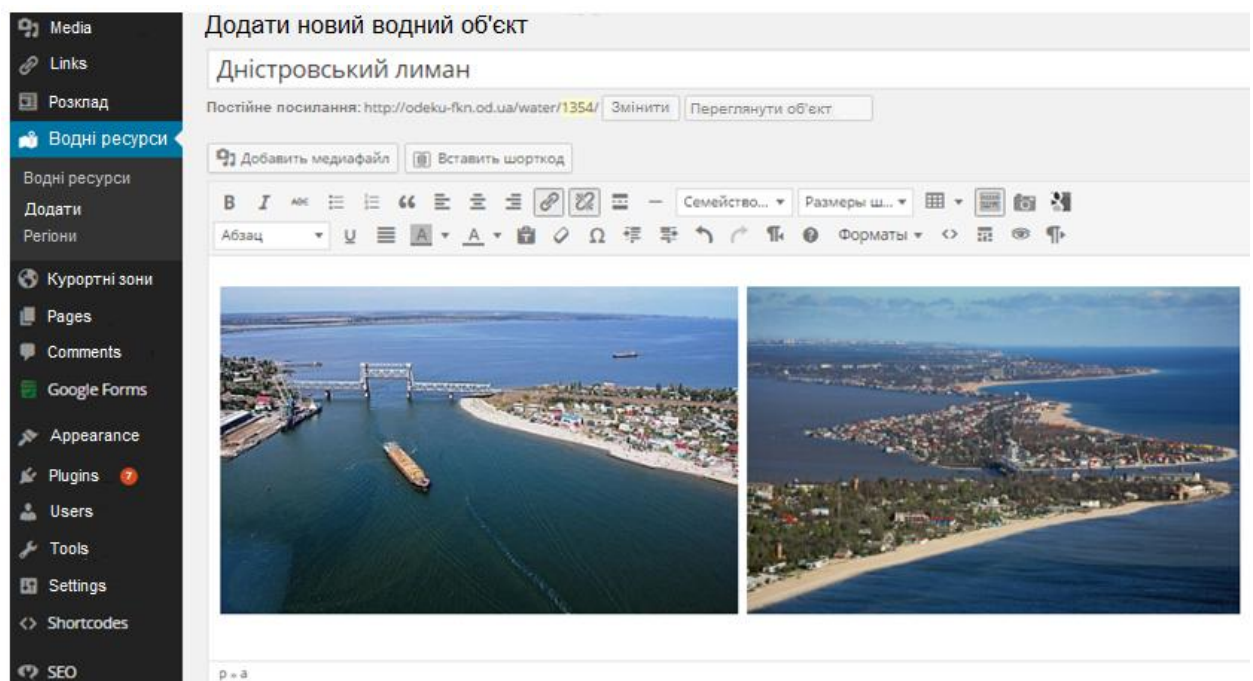 Media
Links
Розклад
Водні ресурси
Водні ресурси
Додати
Регіони
Курортні зони
Pages
Comments
Google Forms
Appearance
Plugins 7
Users
Tools
Settings
Shortcodes
SEO
Додати новий водний об'єкт
Дністровський лиман
Постійне посилання: http://odeku-fkn.od.ua/water/1354/ Змінити Переглянути об'єкт
Добавить медиафайл Вставить шорткод
B I ABC Семейство... Размеры ш...
Абзац U A A Ω Форматы
p » a